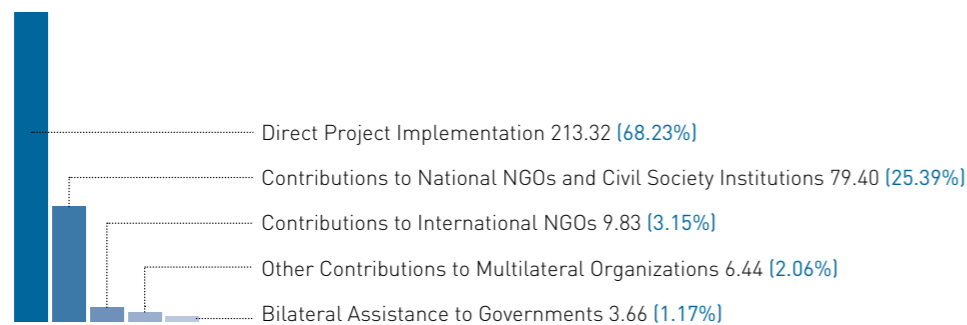 Direct Project Implementation 213.32 (68.23%)
Contributions to National NGOs and Civil Society Institutions 79.40 (25.39%)
Contributions to International NGOs 9.83 (3.15%)
Other Contributions to Multilateral Organizations 6.44 (2.06%)
Bilateral Assistance to Governments 3.66 (1.17%)